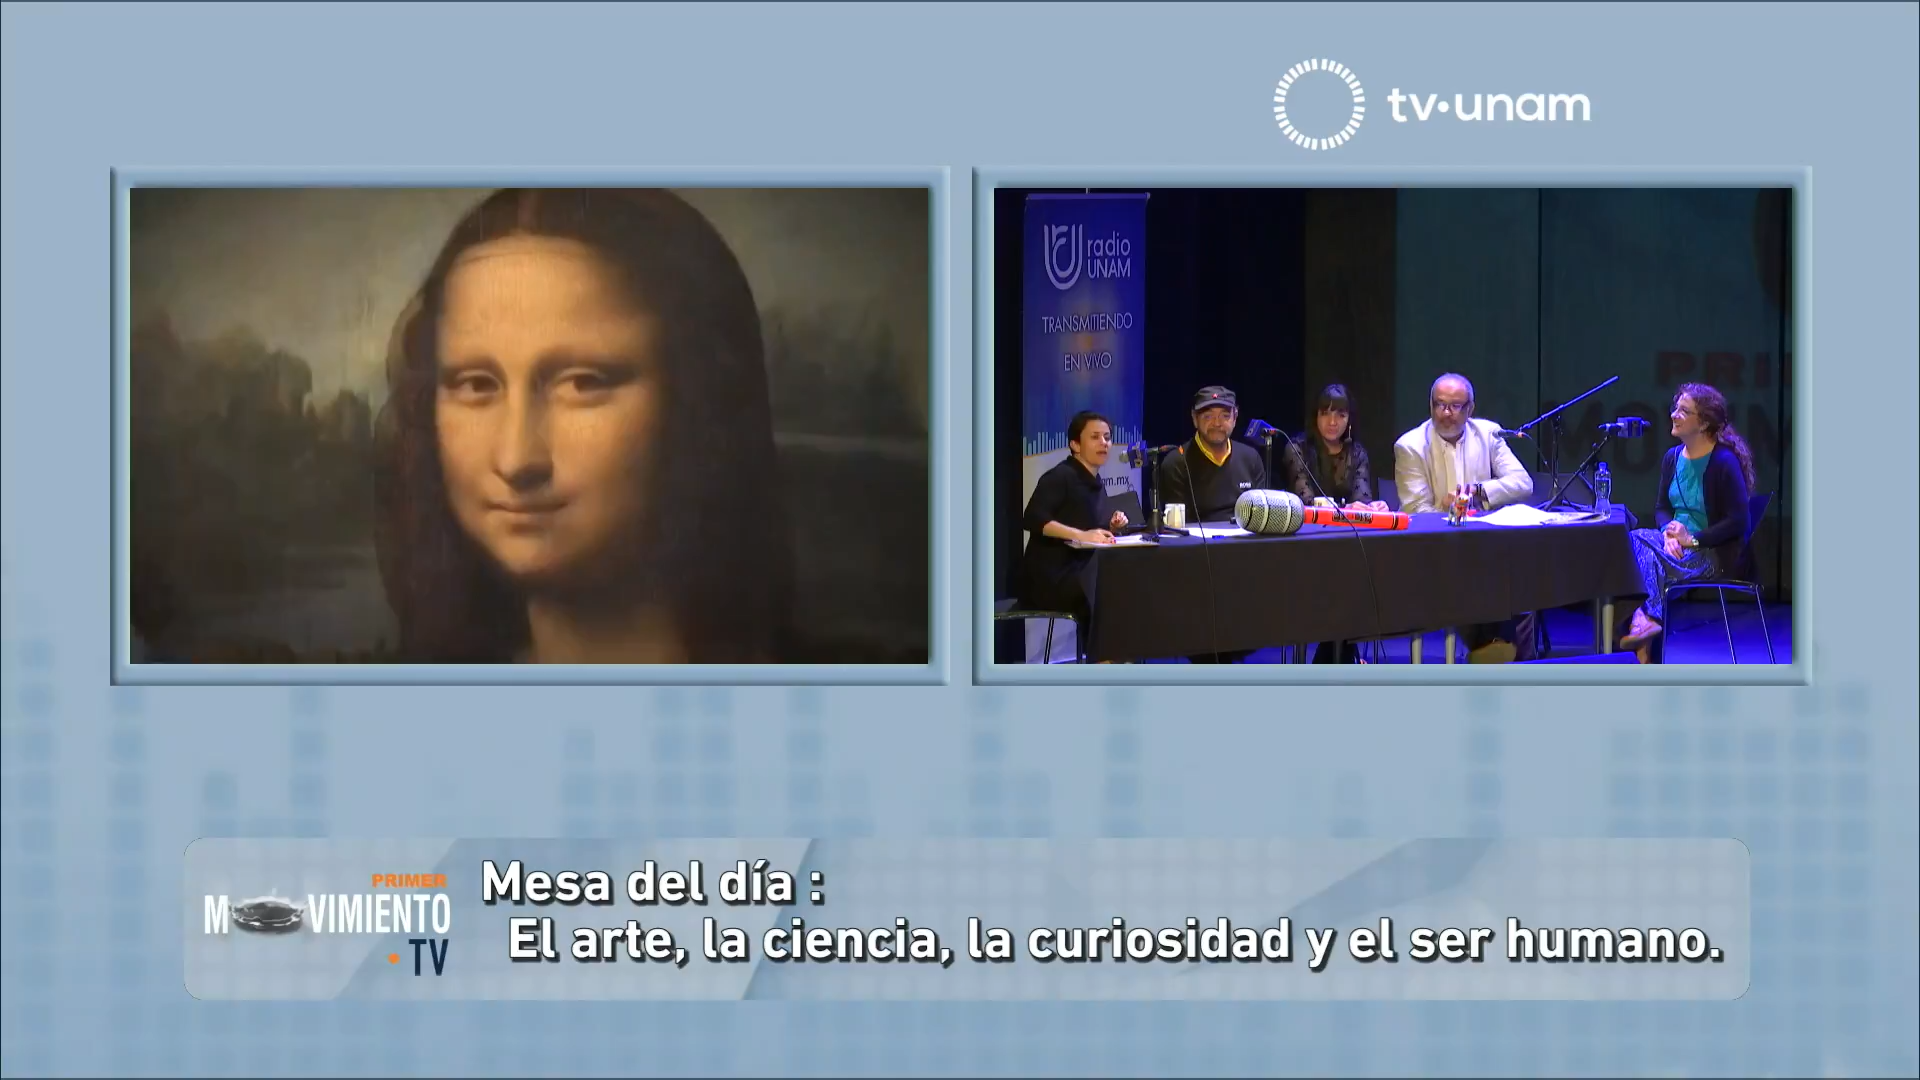 tv·unam
radio
UNAM
TRANSMITIENDO
EN VIVO
PRI
Mesa del día :
El arte, la ciencia, la curiosidad y el ser humano.
PRIMER
MOVIMIENTO
• TV